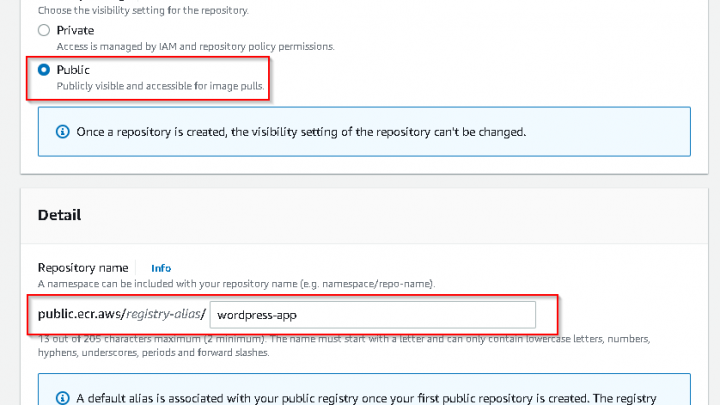 Choose the visibility setting for the repository.
Private
Access is managed by IAM and repository policy permissions.
Public
Publicly visible and accessible for image pulls.
Once a repository is created, the visibility setting of the repository can't be changed.
Detail
Repository name Info
A namespace can be included with your repository name (e.g. namespace/repo-name).
public.ecr.aws/registry-alias/ wordpress-app
13 out of 205 characters maximum (2 minimum). The name must start with a letter and can only contain lowercase letters, numbers,
hyphens, underscores, periods and forward slashes.
A default alias is associated with your public registry once your first public repository is created. The registry